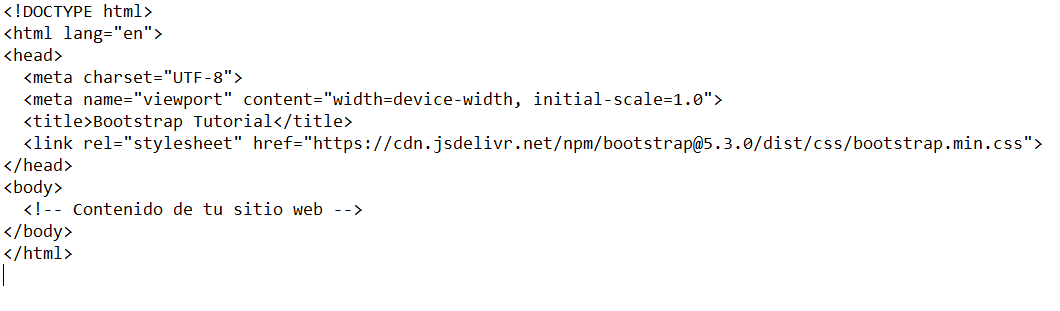 <!DOCTYPE html>
<html lang="en">
<head>
  <meta charset="UTF-8">
  <meta name="viewport" content="width=device-width, initial-scale=1.0">
  <title>Bootstrap Tutorial</title>
  <link rel="stylesheet" href="https://cdn.jsdelivr.net/npm/bootstrap@5.3.0/dist/css/bootstrap.min.css">
</head>
<body>
  <!-- Contenido de tu sitio web -->
</body>
</html>